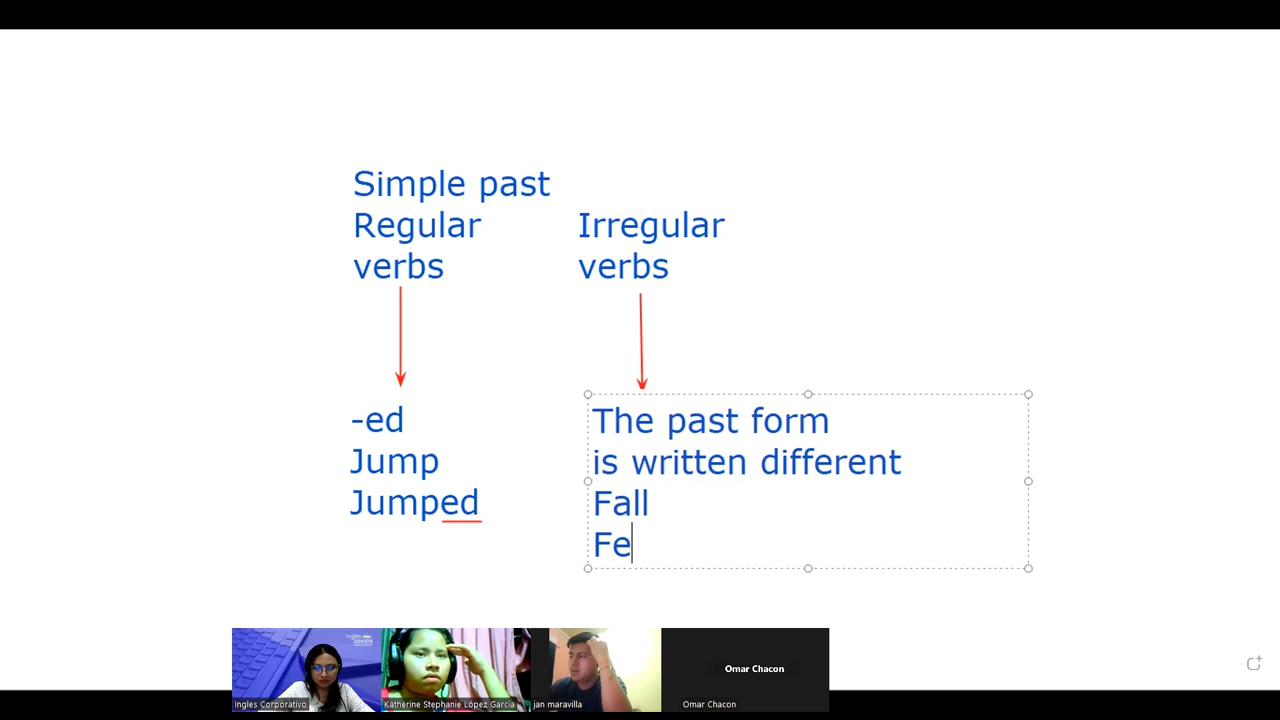 Simple past
Regular
verbs
Irregular
verbs
-ed
Jump
Jumped
The past form
is written different
Fall
Fe
Ingles Corporativo
Katherine Stephanie López Garcia
jan maravilla
Omar Chacon
Omar Chacon